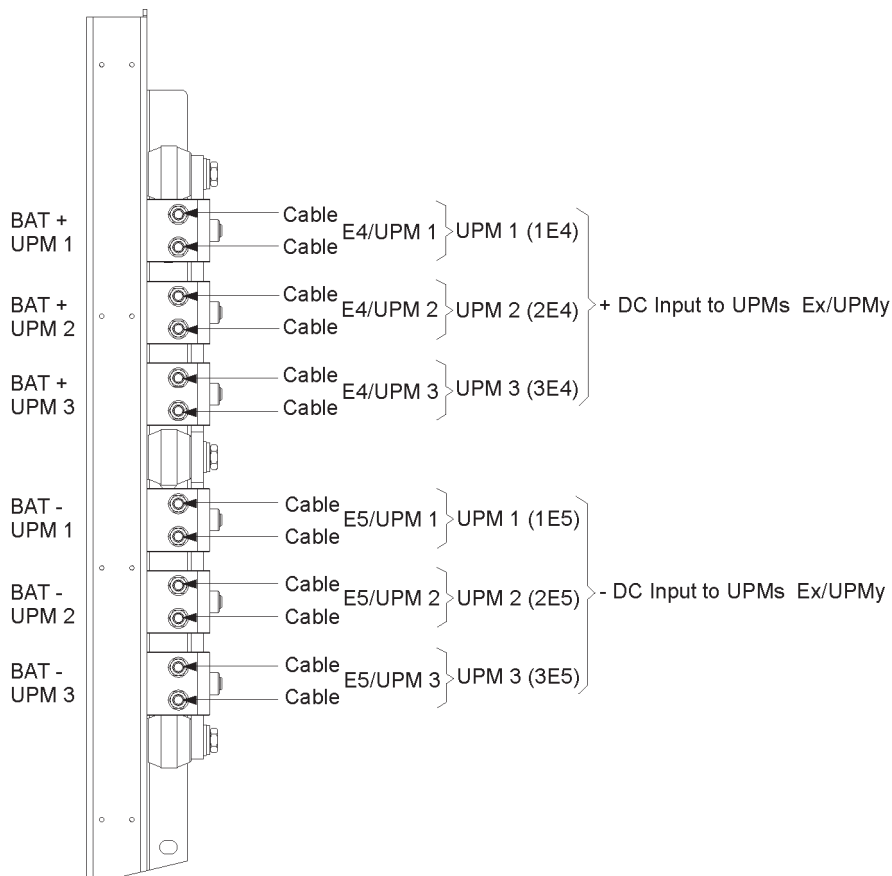 BAT +
UPM 1
Cable
Cable
E4/UPM 1
UPM 1 (1E4)
BAT +
UPM 2
Cable
Cable
E4/UPM 2
UPM 2 (2E4)
+ DC Input to UPMs Ex/UPMy
BAT +
UPM 3
Cable
Cable
E4/UPM 3
UPM 3 (3E4)
BAT -
UPM 1
Cable
Cable
E5/UPM 1
UPM 1 (1E5)
BAT -
UPM 2
Cable
Cable
E5/UPM 2
UPM 2 (2E5)
- DC Input to UPMs Ex/UPMy
BAT -
UPM 3
Cable
Cable
E5/UPM 3
UPM 3 (3E5)